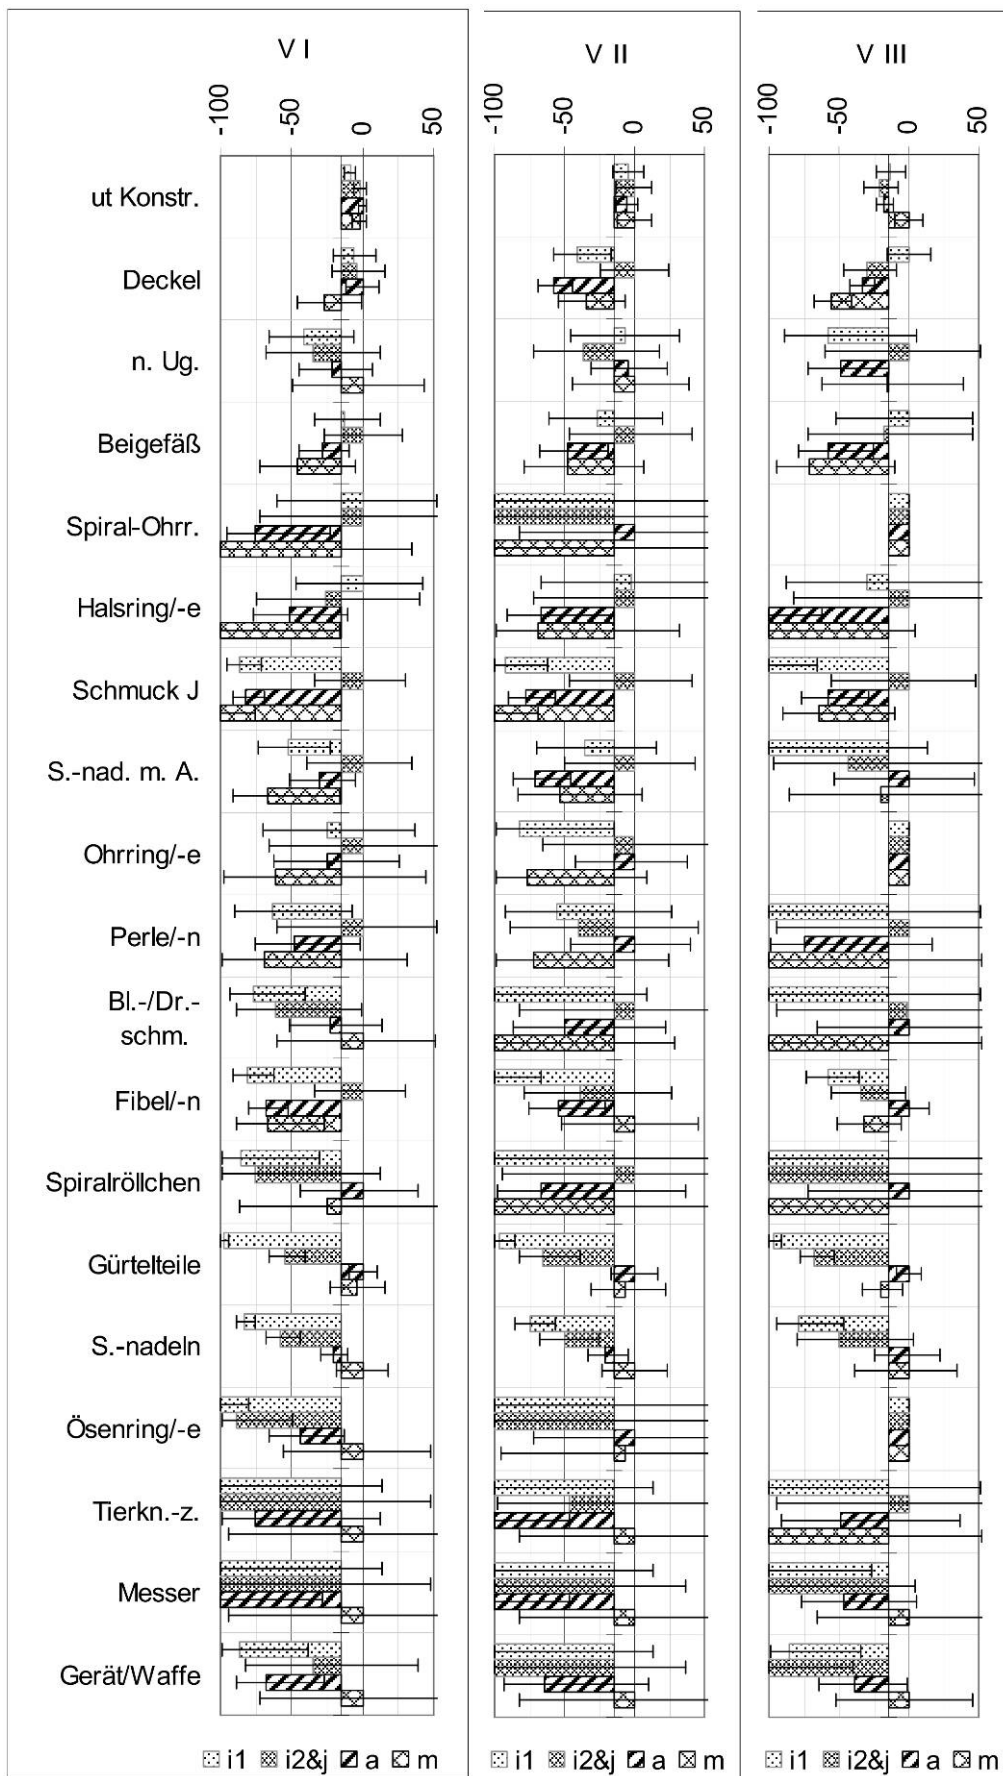 V I
V II
V III
-100 -50 0 50
-100 -50 0 50
-100 -50 0 50
ut Konstr.
Deckel
n. Ug.
Beigefäß
Spiral-Ohrr.
Halsring/-e
Schmuck J
S.-nad. m. A.
Ohrring/-e
Perle/-n
Bl.-/Dr.-
schm.
Fibel/-n
Spiralröllchen
Gürtelteile
S.-nadeln
Ösenring/-e
Tierkn.-z.
Messer
Gerät/Waffe
i1 i2&j a m
i1 i2&j a m
i1 i2&j a m